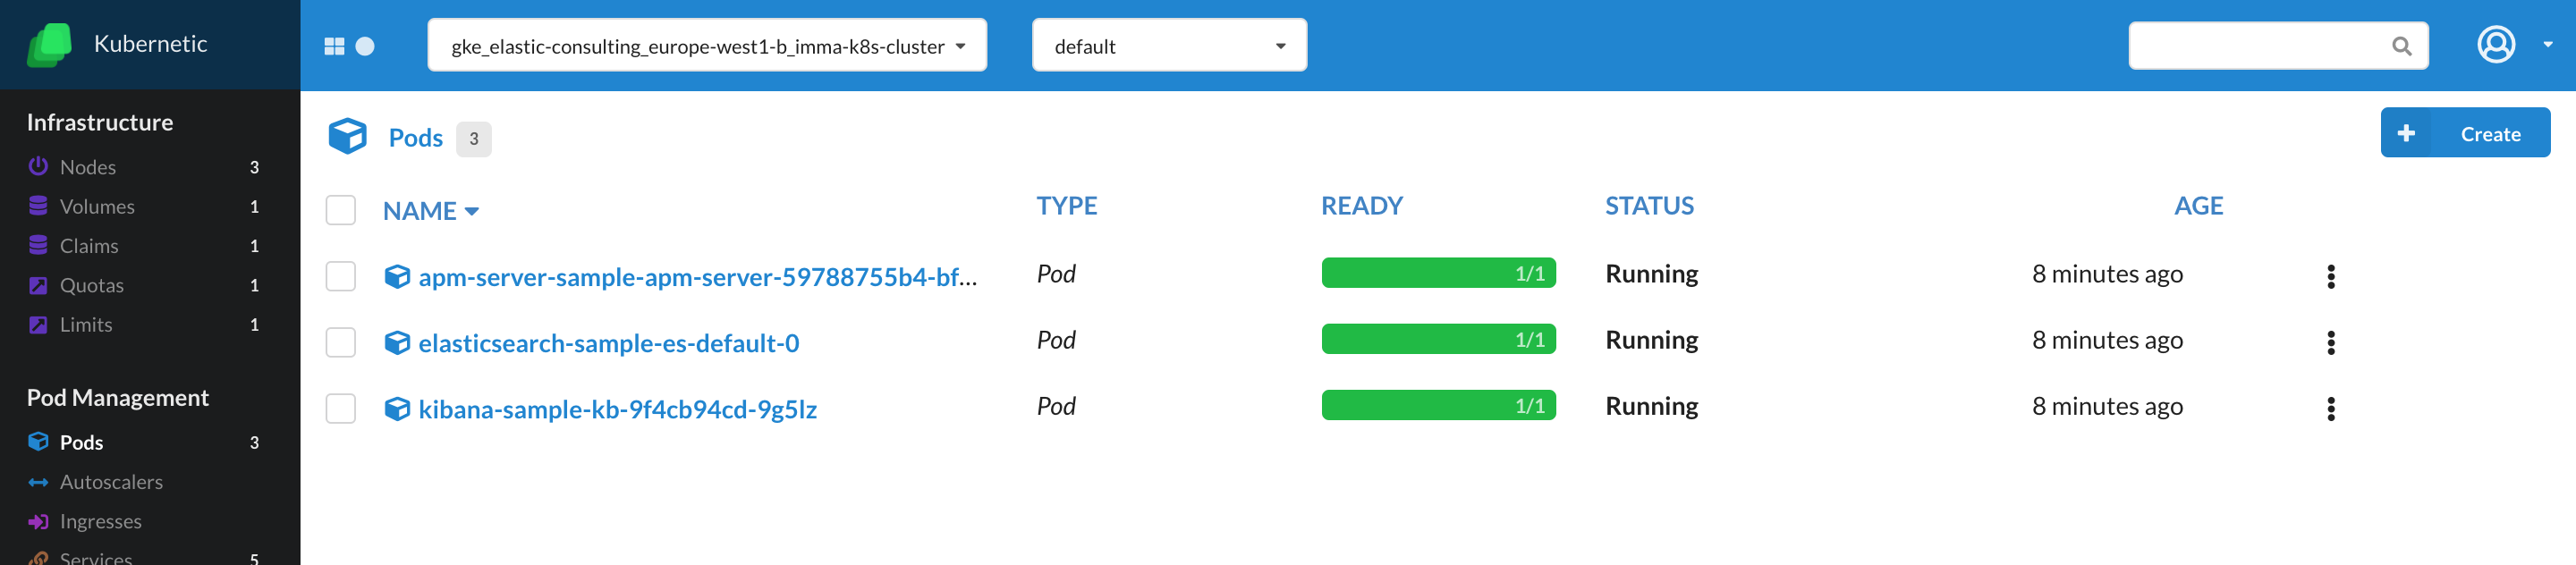 Kubernetic
gke_elastic-consulting_europe-west1-b_imma-k8s-cluster
default
Infrastructure
Nodes 3
Volumes 1
Claims 1
Quotas 1
Limits 1
Pod Management
Pods 3
Autoscalers
Ingresses
Services 5
Pods 3
Create
NAME TYPE READY STATUS AGE
apm-server-sample-apm-server-59788755b4-bf... Pod 1/1 Running 8 minutes ago
elasticsearch-sample-es-default-0 Pod 1/1 Running 8 minutes ago
kibana-sample-kb-9f4cb94cd-9g5lz Pod 1/1 Running 8 minutes ago